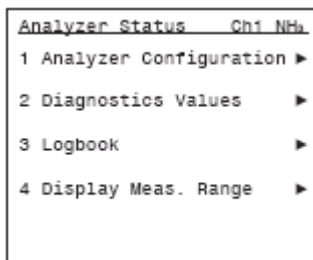 Analyzer Status Ch1 NH₃
1 Analyzer Configuration ►
2 Diagnostics Values ►
3 Logbook ►
4 Display Meas. Range ►